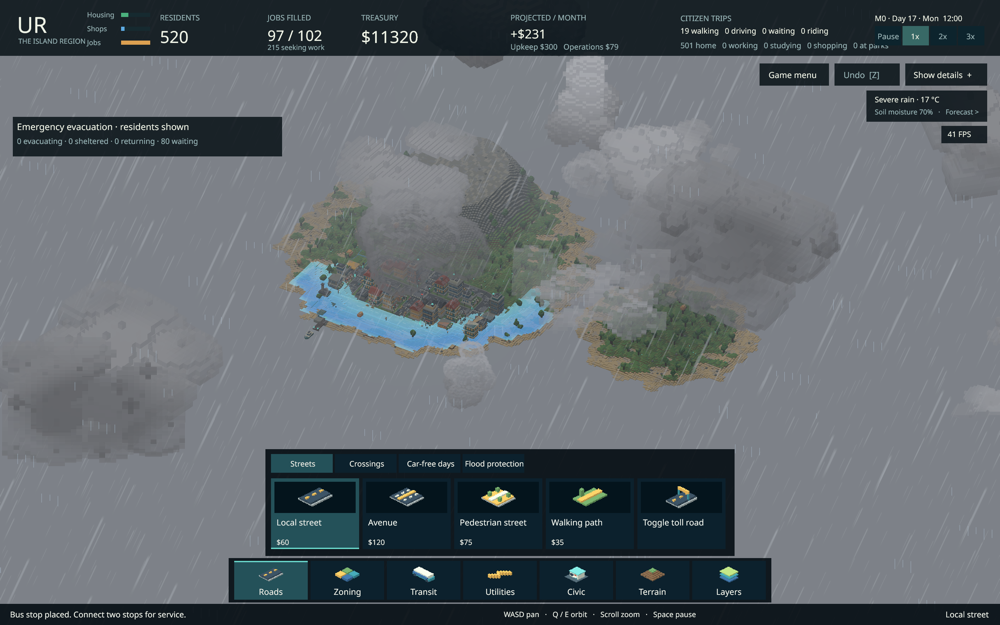 UR
THE ISLAND REGION
Housing
Shops
Jobs
RESIDENTS
520
JOBS FILLED
97 / 102
215 seeking work
TREASURY
$11320
PROJECTED / MONTH
+$231
Upkeep $300 Operations $79
CITIZEN TRIPS
19 walking 0 driving 0 waiting 0 riding
501 home 0 working 0 studying 0 shopping 0 at parks
M0 · Day 17 · Mon 12:00
Pause 1x 2x 3x
Game menu
Undo [Z]
Show details +
Severe rain · 17 °C
Soil moisture 70% · Forecast >
41 FPS
Emergency evacuation · residents shown
0 evacuating · 0 sheltered · 0 returning · 80 waiting
Streets Crossings Car-free days Flood protection
Local street
$60
Avenue
$120
Pedestrian street
$75
Walking path
$35
Toggle toll road
Roads Zoning Transit Utilities Civic Terrain Layers
Bus stop placed. Connect two stops for service.
WASD pan · Q / E orbit · Scroll zoom · Space pause
Local street